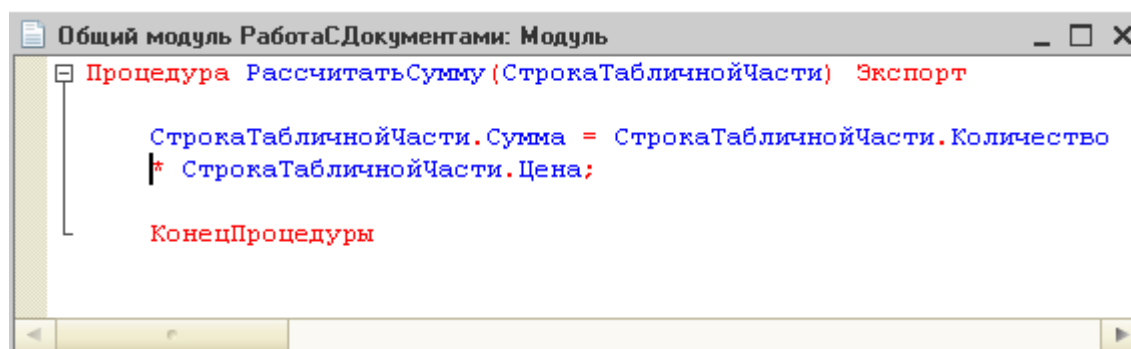 Общий модуль РаботаСДокументами: Модуль
Процедура РассчитатьСумму(СтрокаТабличнойЧасти) Экспорт
СтрокаТабличнойЧасти.Сумма = СтрокаТабличнойЧасти.Количество
* СтрокаТабличнойЧасти.Цена;
КонецПроцедуры